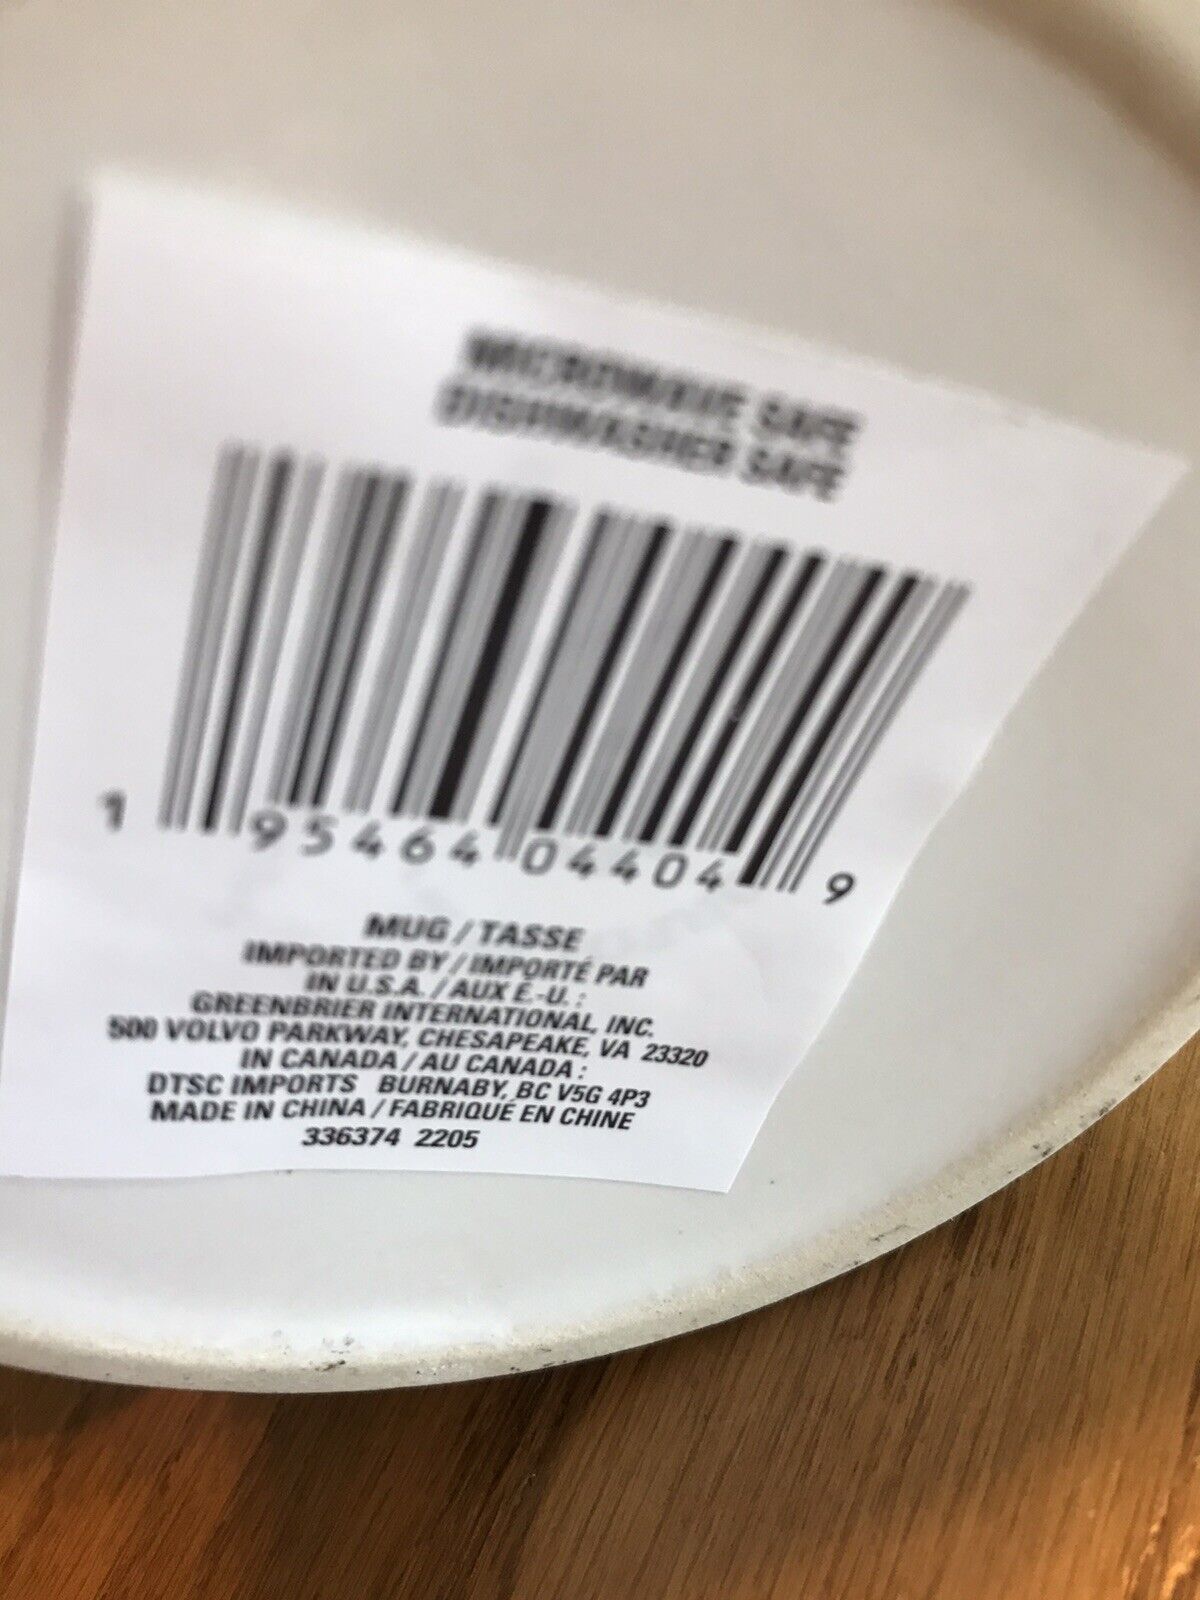 MICROWAVE SAFE
DISHWASHER SAFE
1 95464 04404 9
MUG / TASSE
IMPORTED BY / IMPORTÉ PAR
IN U.S.A. / AUX É.-U. :
GREENBRIER INTERNATIONAL, INC.
500 VOLVO PARKWAY, CHESAPEAKE, VA 23320
IN CANADA / AU CANADA :
DTSC IMPORTS BURNABY, BC V5G 4P3
MADE IN CHINA / FABRIQUÉ EN CHINE
336374 2205